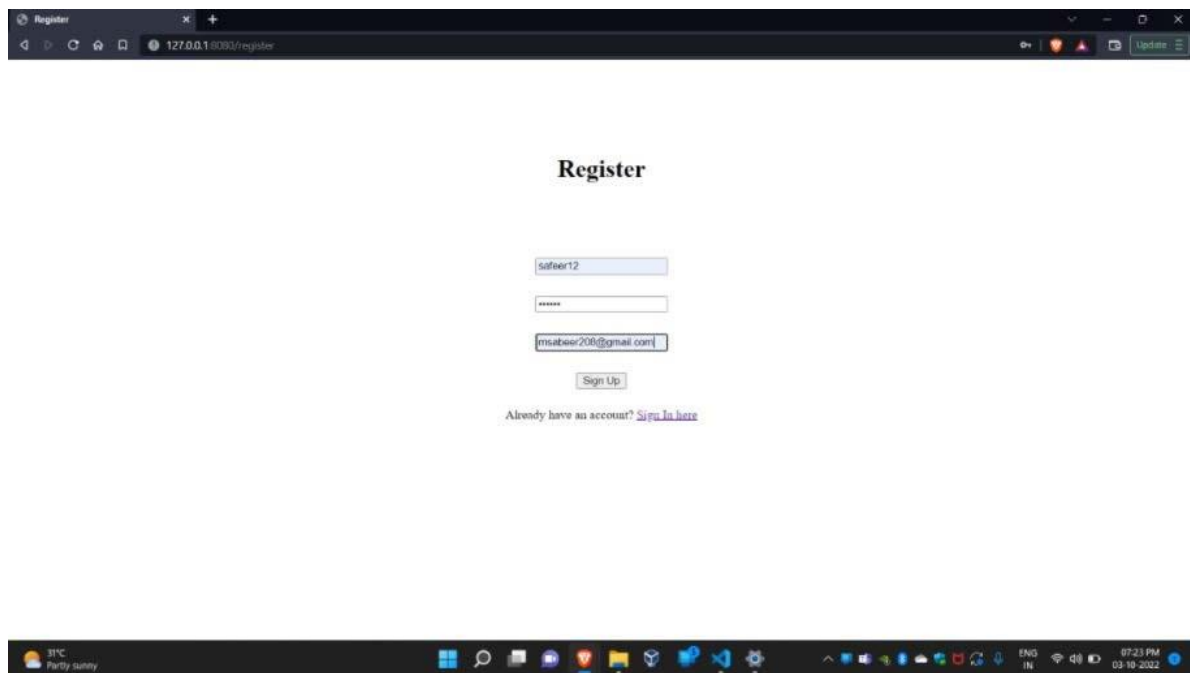 Register
127.0.0.1:8080/register
Update
Register
safeer12
••••••
msabeer208@gmail.com
Sign Up
Already have an account? Sign In here
31°C
Partly sunny
ENG
IN
07:23 PM
03-10-2022